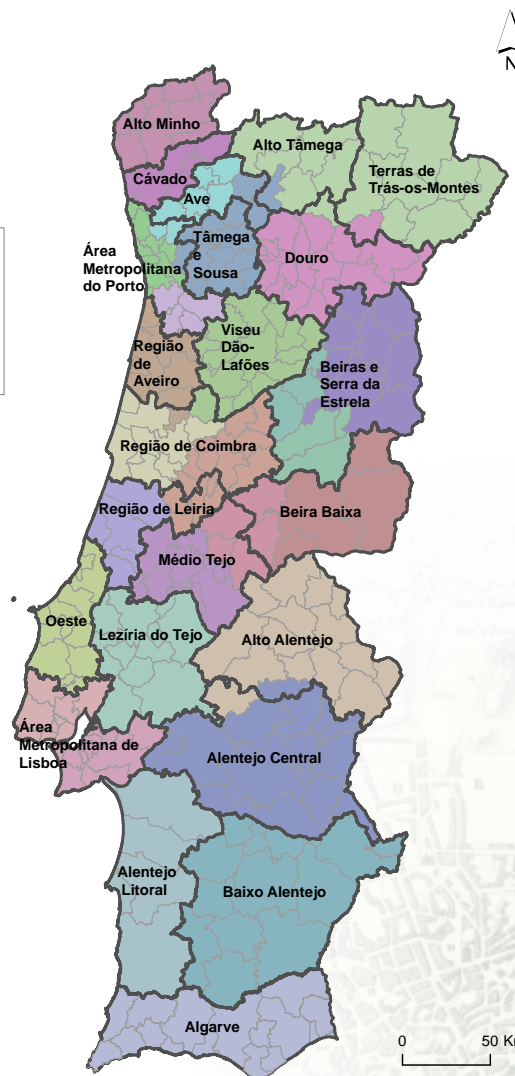 N
Alto Minho
Alto Tâmega
Terras de
Trás-os-Montes
Cávado
Ave
Tâmega
e
Sousa
Área
Metropolitana
do Porto
Douro
Viseu
Dão-
Lafões
Região
de
Aveiro
Beiras e
Serra da
Estrela
Região de Coimbra
Região de Leiria
Beira Baixa
Médio Tejo
Oeste
Lezíria do Tejo
Alto Alentejo
Área
Metropolitana de
Lisboa
Alentejo Central
Alentejo
Litoral
Baixo Alentejo
Algarve
0 50 Km